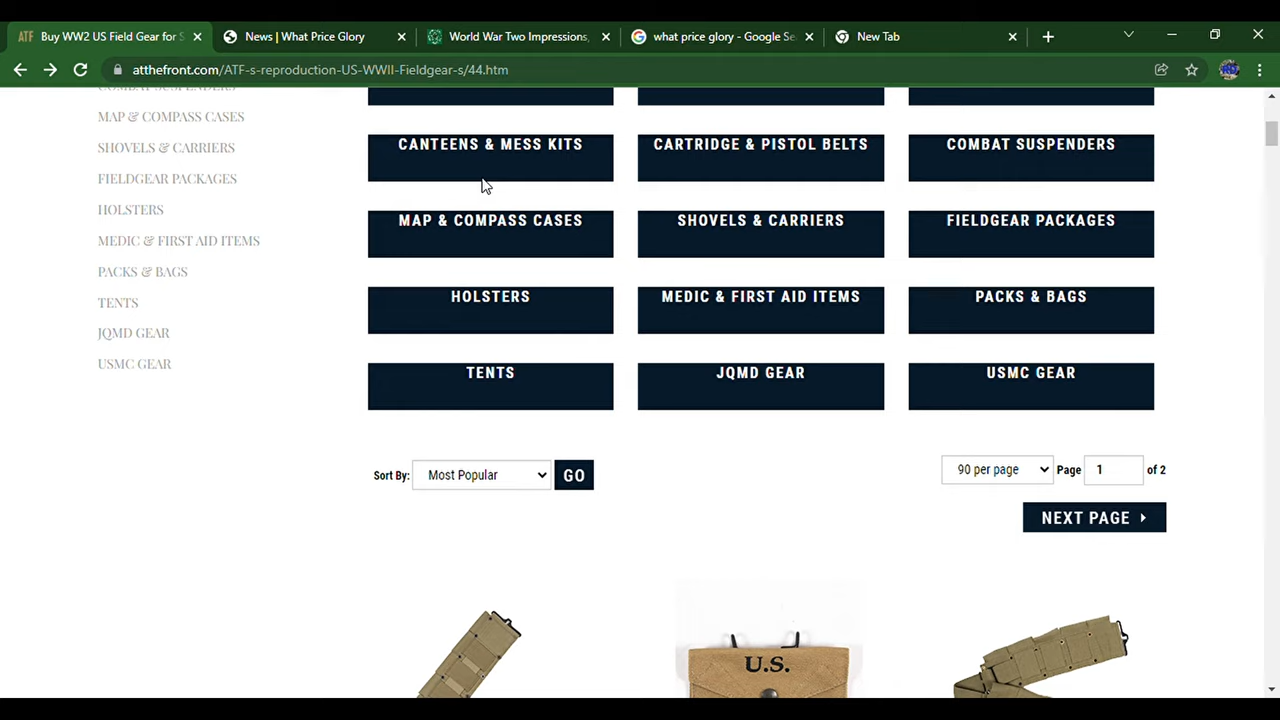 ATF Buy WW2 US Field Gear for S
News | What Price Glory
World War Two Impressions,
what price glory - Google Se
New Tab
atthefront.com/ATF-s-reproduction-US-WWII-Fieldgear-s/44.htm
COMBAT SUSPENDERS
MAP & COMPASS CASES
SHOVELS & CARRIERS
FIELDGEAR PACKAGES
HOLSTERS
MEDIC & FIRST AID ITEMS
PACKS & BAGS
TENTS
JQMD GEAR
USMC GEAR
CANTEENS & MESS KITS
CARTRIDGE & PISTOL BELTS
COMBAT SUSPENDERS
MAP & COMPASS CASES
SHOVELS & CARRIERS
FIELDGEAR PACKAGES
HOLSTERS
MEDIC & FIRST AID ITEMS
PACKS & BAGS
TENTS
JQMD GEAR
USMC GEAR
Sort By: Most Popular GO
90 per page Page 1 of 2
NEXT PAGE
U.S.